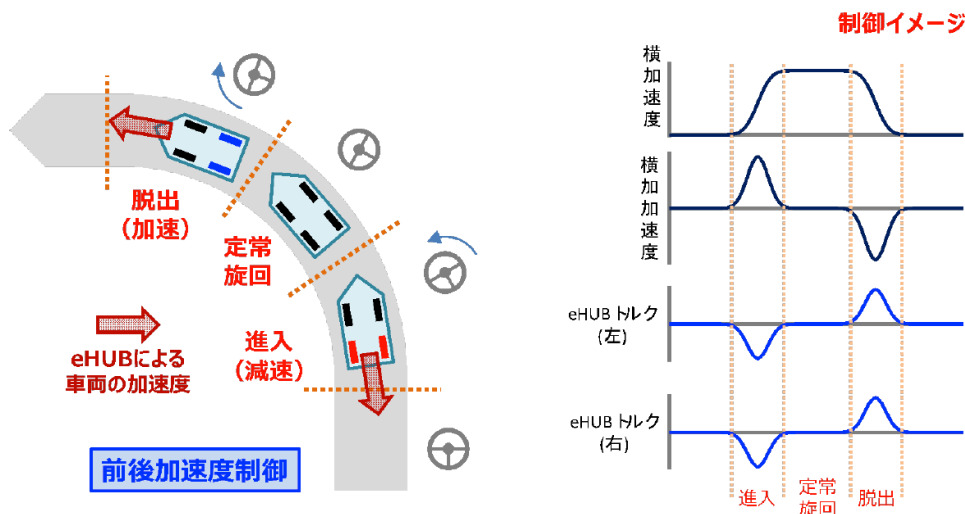 脱出
（加速）
定常
旋回
進入
（減速）
eHUBによる
車両の加速度
前後加速度制御
制御イメージ
横加速度
横加加速度
eHUB トルク
(左)
eHUB トルク
(右)
進入
定常
旋回
脱出